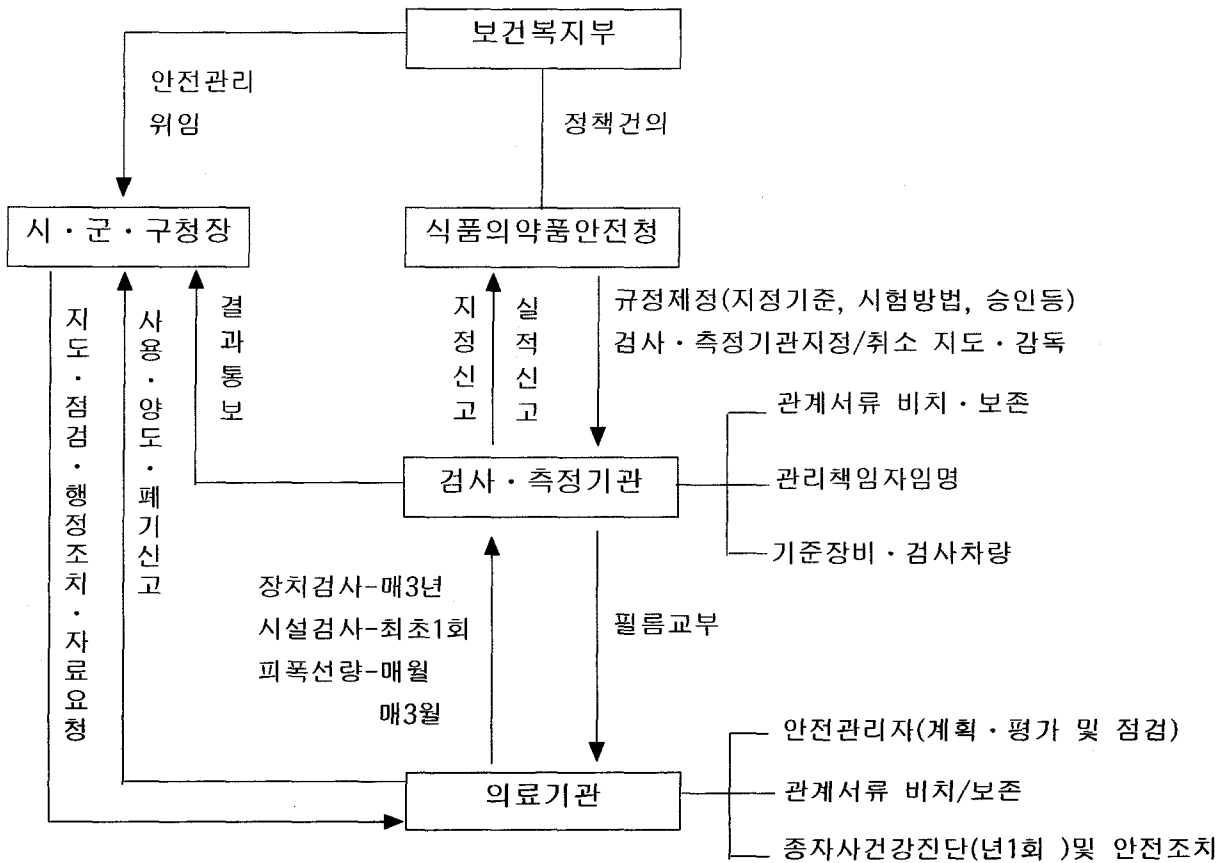 보건복지부
안전관리
위임
정책건의
시・군・구청장
식품의약품안전청
지도・점검・행정조치・자료요청
사용・양도・폐기신고
결과통보
지정신고
실적신고
규정제정(지정기준, 시험방법, 승인등)
검사・측정기관지정/취소 지도・감독
검사・측정기관
관계서류 비치・보존
관리책임자임명
기준장비・검사차량
장치검사-매3년
시설검사-최초1회
피폭선량-매월
매3월
필름교부
의료기관
안전관리자(계획・평가 및 점검)
관계서류 비치/보존
종자사건강진단(년1회 )및 안전조치